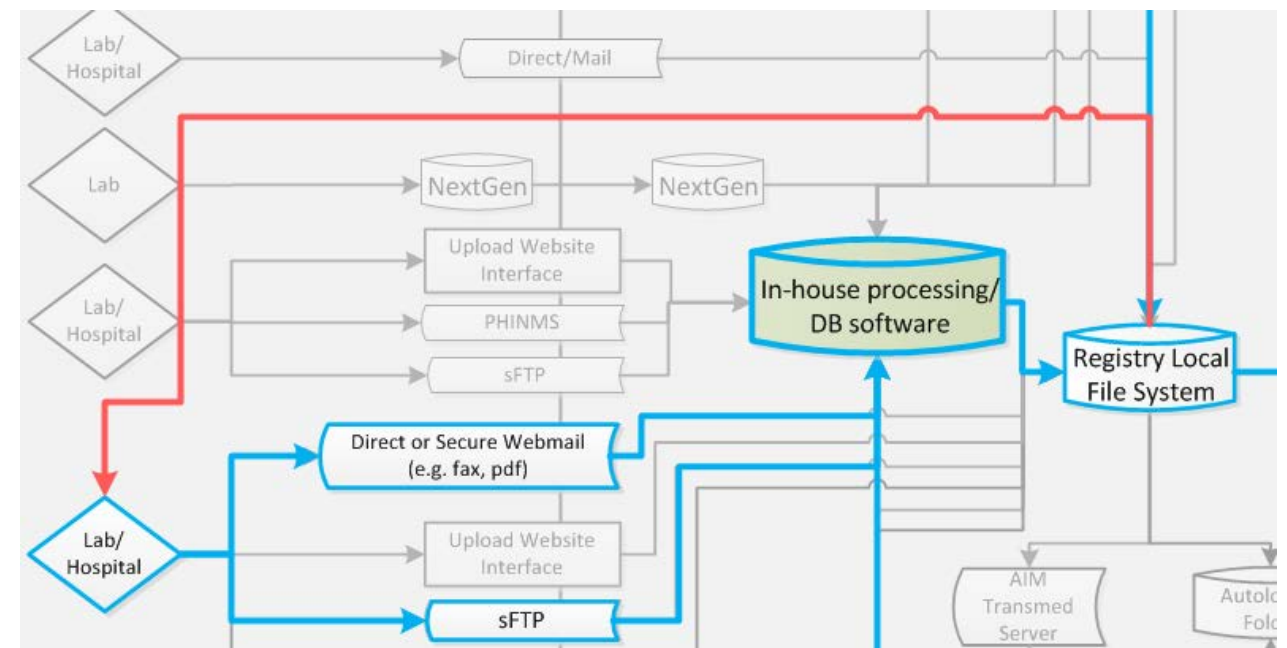 Lab/
Hospital
Direct/Mail
Lab
NextGen
NextGen
Lab/
Hospital
Upload Website
Interface
PHINMS
sFTP
In-house processing/
DB software
Registry Local
File System
Direct or Secure Webmail
(e.g. fax, pdf)
Lab/
Hospital
Upload Website
Interface
sFTP
AIM
Transmed
Server